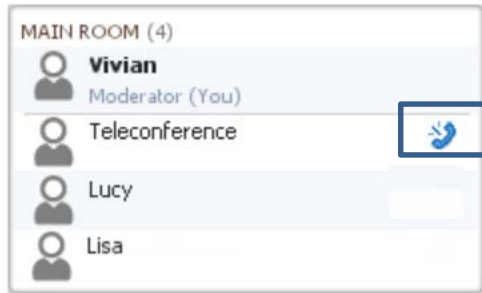 MAIN ROOM (4)
Vivian
Moderator (You)
Teleconference
Lucy
Lisa